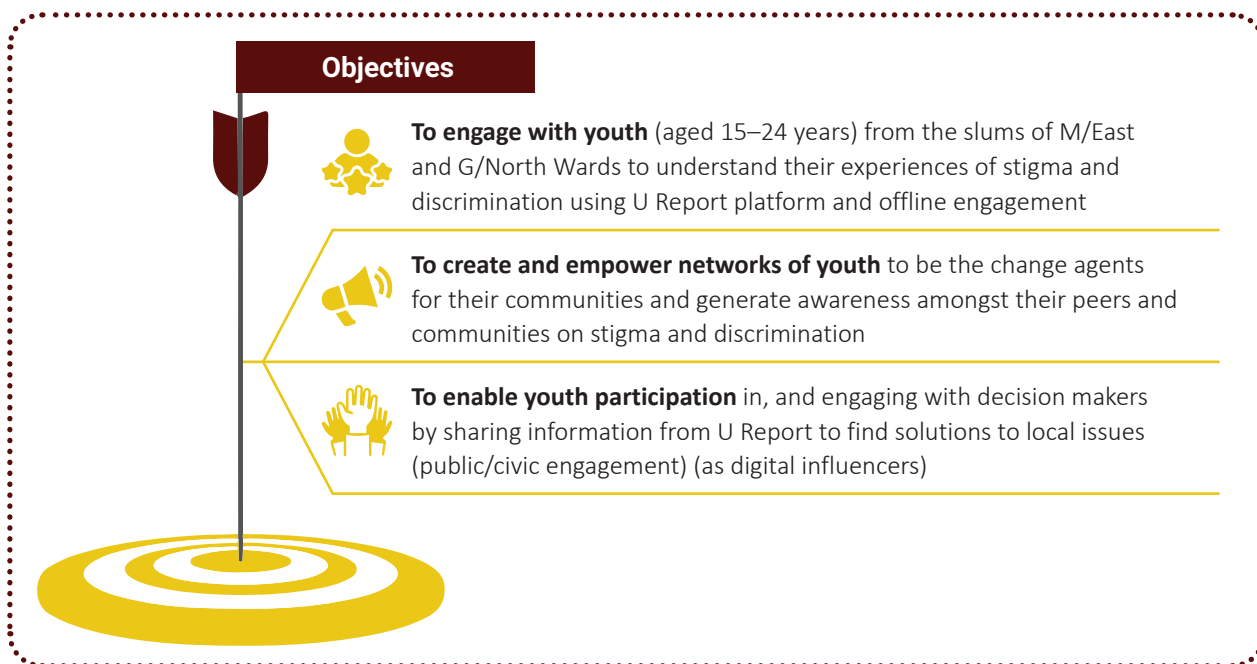 Objectives
To engage with youth (aged 15–24 years) from the slums of M/East
and G/North Wards to understand their experiences of stigma and
discrimination using U Report platform and offline engagement
To create and empower networks of youth to be the change agents
for their communities and generate awareness amongst their peers and
communities on stigma and discrimination
To enable youth participation in, and engaging with decision makers
by sharing information from U Report to find solutions to local issues
(public/civic engagement) (as digital influencers)